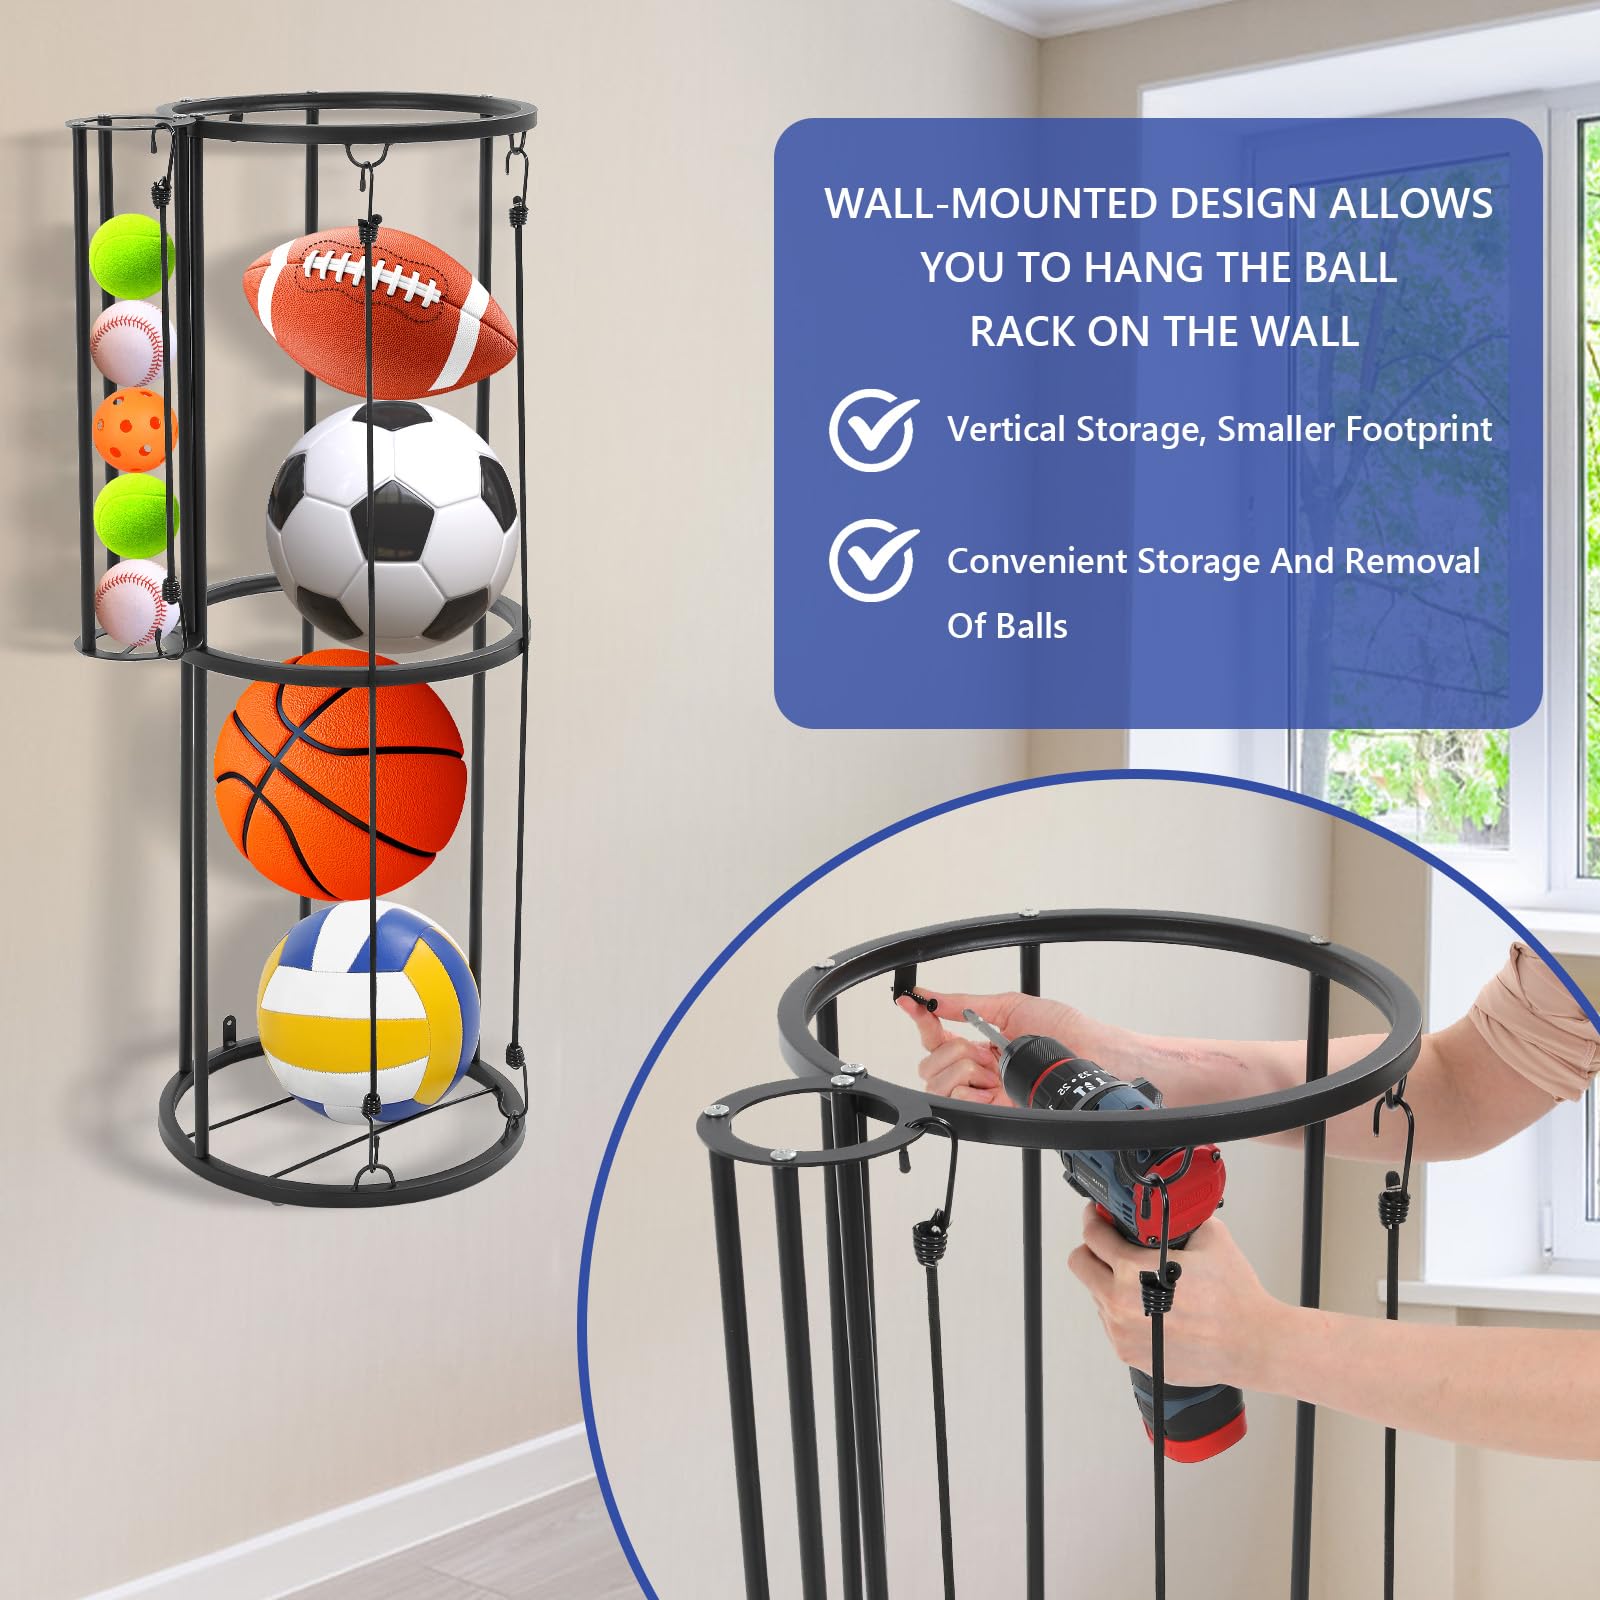 WALL-MOUNTED DESIGN ALLOWS
YOU TO HANG THE BALL
RACK ON THE WALL
Vertical Storage, Smaller Footprint
Convenient Storage And Removal
Of Balls